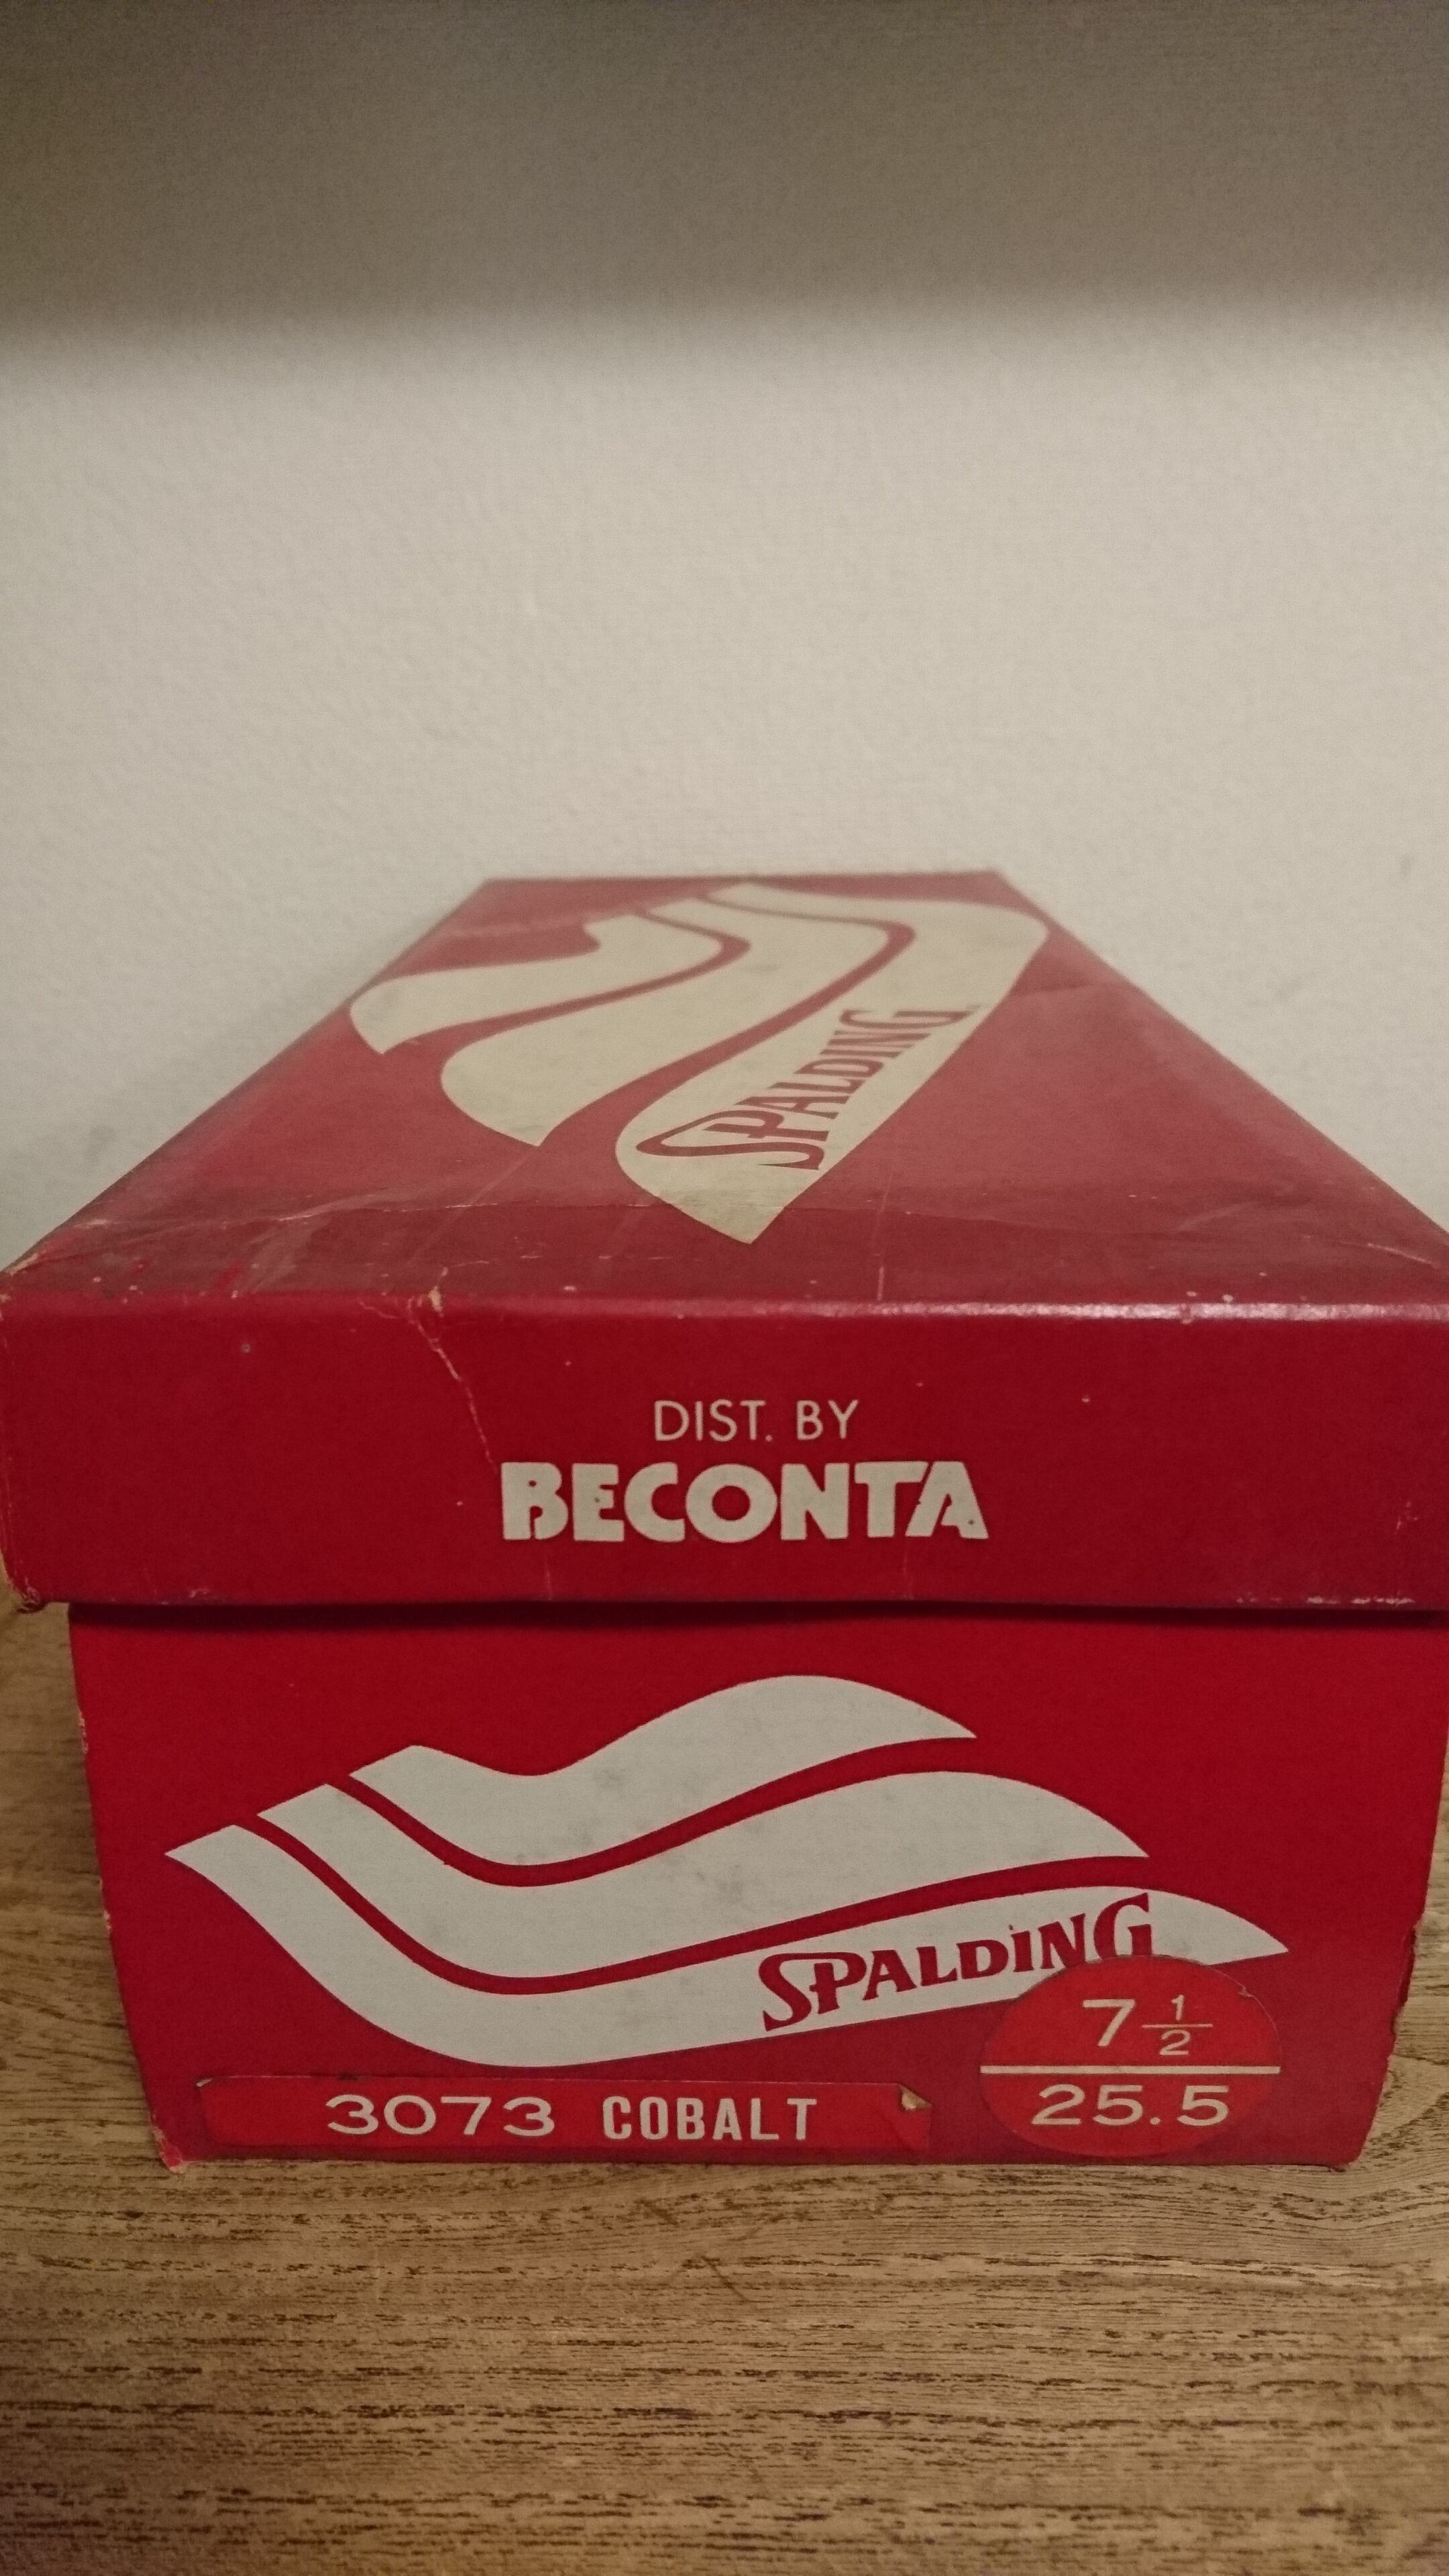 SPALDING
DIST. BY
BECONTA
SPALDING
7 1/2
25.5
3073 COBALT